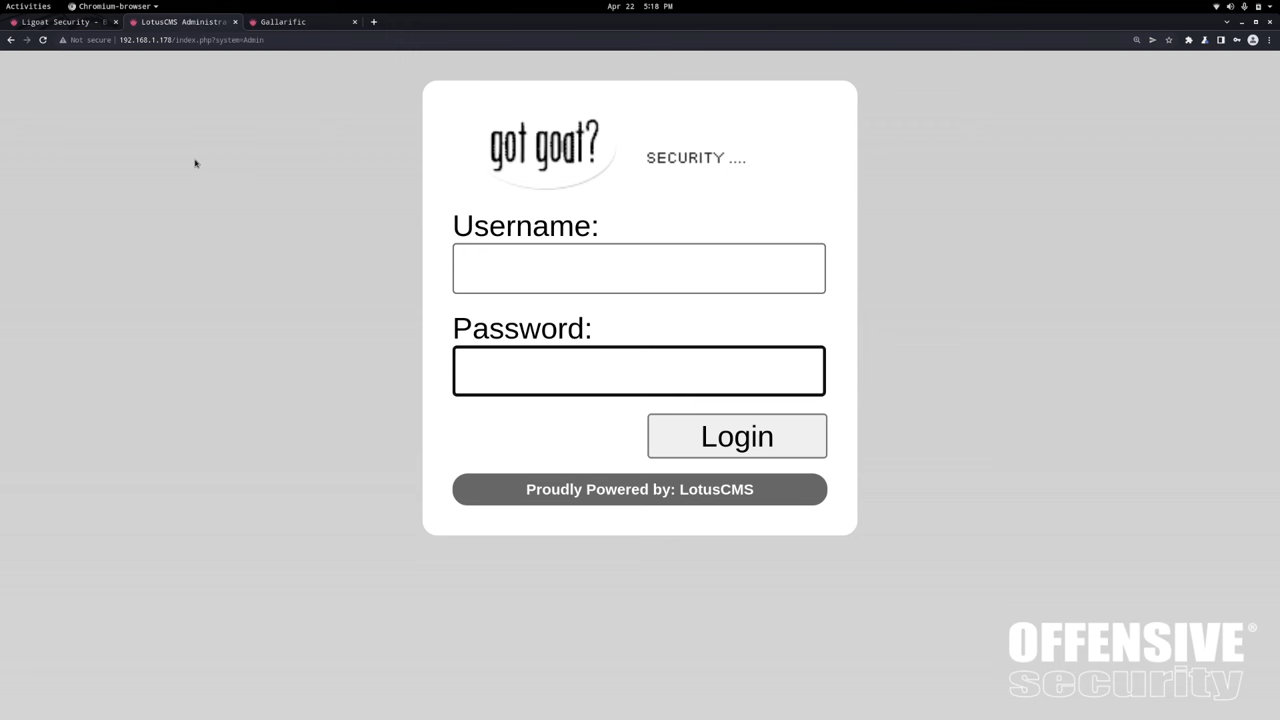 Activities Chromium-browser Apr 22 5:18 PM
Ligoat Security - B LotusCMS Administra Gallarific
Not secure 192.168.1.178/index.php?system=Admin
got goat?
SECURITY ....
Username:
Password:
Login
Proudly Powered by: LotusCMS
OFFENSIVE®
security